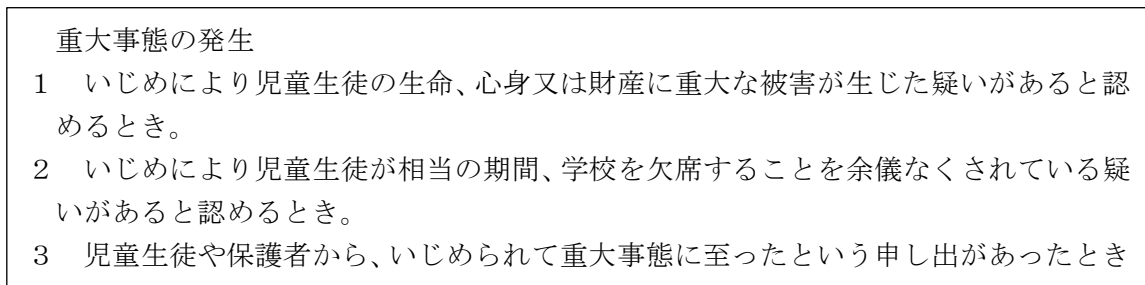 重大事態の発生
１　いじめにより児童生徒の生命、心身又は財産に重大な被害が生じた疑いがあると認
めるとき。
２　いじめにより児童生徒が相当の期間、学校を欠席することを余儀なくされている疑
いがあると認めるとき。
３　児童生徒や保護者から、いじめられて重大事態に至ったという申し出があったとき